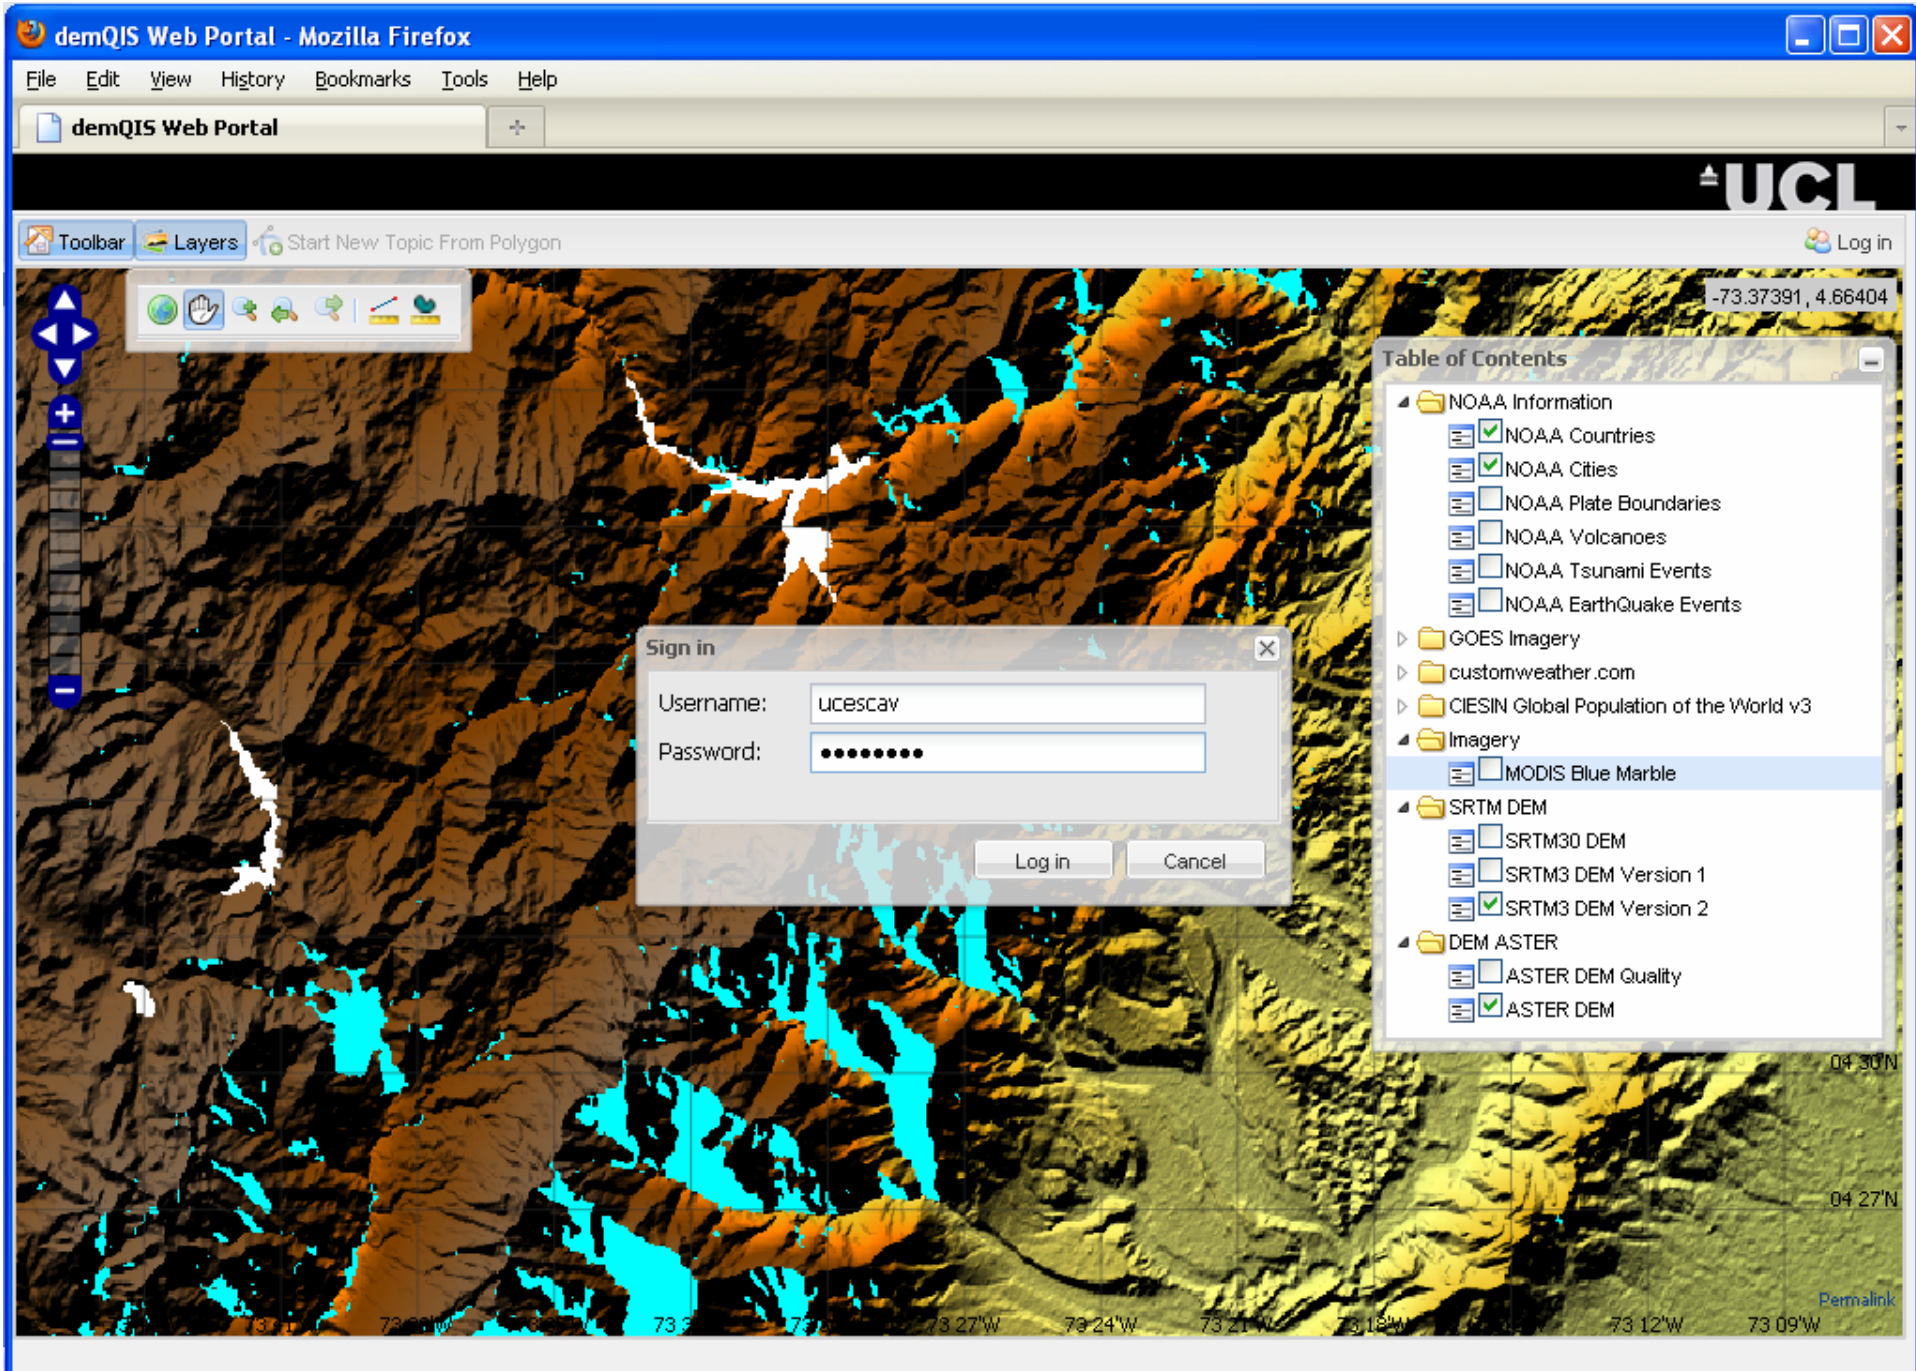 demQIS Web Portal - Mozilla Firefox
File Edit View History Bookmarks Tools Help
demQIS Web Portal
UCL
Toolbar Layers Start New Topic From Polygon Log in
-73.37391, 4.66404
Table of Contents
NOAA Information
NOAA Countries
NOAA Cities
NOAA Plate Boundaries
NOAA Volcanoes
NOAA Tsunami Events
NOAA EarthQuake Events
GOES Imagery
customweather.com
CIESIN Global Population of the World v3
Imagery
MODIS Blue Marble
SRTM DEM
SRTM30 DEM
SRTM3 DEM Version 1
SRTM3 DEM Version 2
DEM ASTER
ASTER DEM Quality
ASTER DEM
Sign in
Username: ucescav
Password: ••••••••
Log in Cancel
04 30'N
04 27'N
Permalink
73 27'W 73 24'W 73 21'W 73 18'W 73 12'W 73 09'W